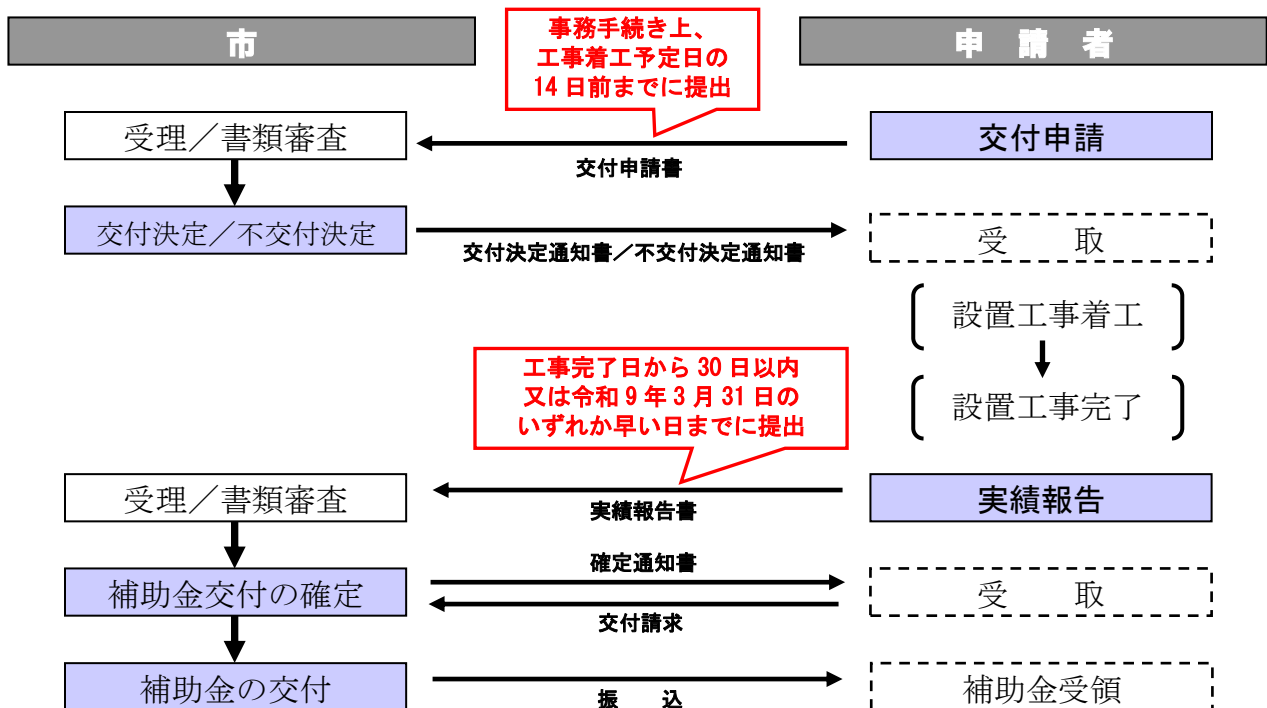 市
事務手続き上、
工事着工予定日の
14日前までに提出
申 請 者
受理／書類審査
交付申請書
交付申請
交付決定／不交付決定
交付決定通知書／不交付決定通知書
受 取
設置工事着工
工事完了日から30日以内
又は令和9年3月31日の
いずれか早い日までに提出
設置工事完了
受理／書類審査
実績報告書
実績報告
補助金交付の確定
確定通知書
交付請求
受 取
補助金の交付
振 込
補助金受領